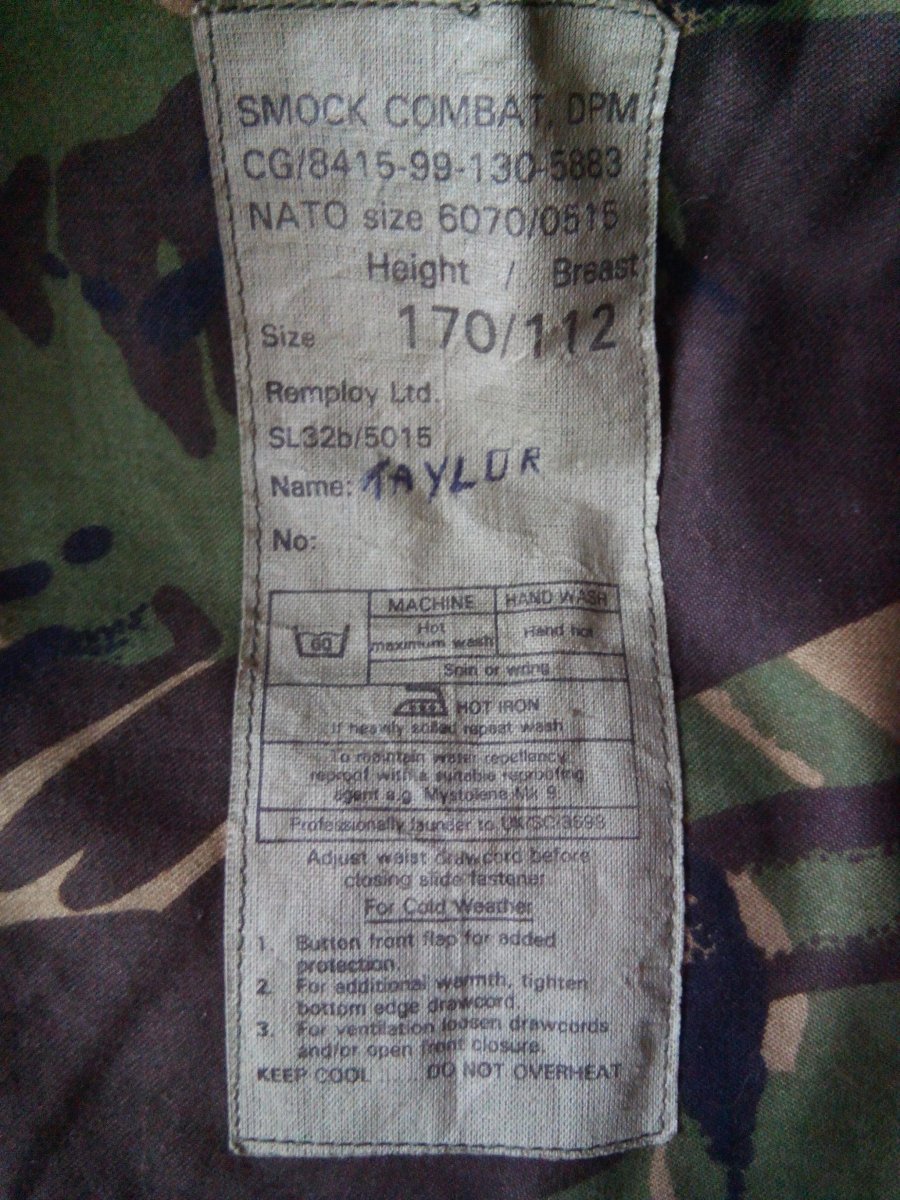 SMOCK COMBAT, DPM
CG/8415-99-130-5883
NATO size 6070/0515
Height / Breast
Size 170/112
Remploy Ltd.
SL32b/5015
Name: TAYLOR
No:
MACHINE HAND WASH
60 Hot maximum wash Hand hot
Spin or wring
HOT IRON
If heavily soiled repeat wash
To maintain water repellancy
reproof with a suitable reproofing
agent e.g. Mystolene Mk 9.
Professionally launder to UK/SC/3593
Adjust waist drawcord before
closing slide fastener
For Cold Weather
1. Button front flap for added
protection.
2. For additional warmth, tighten
bottom edge drawcord.
3. For ventilation loosen drawcords
and/or open front closure.
KEEP COOL ...... DO NOT OVERHEAT